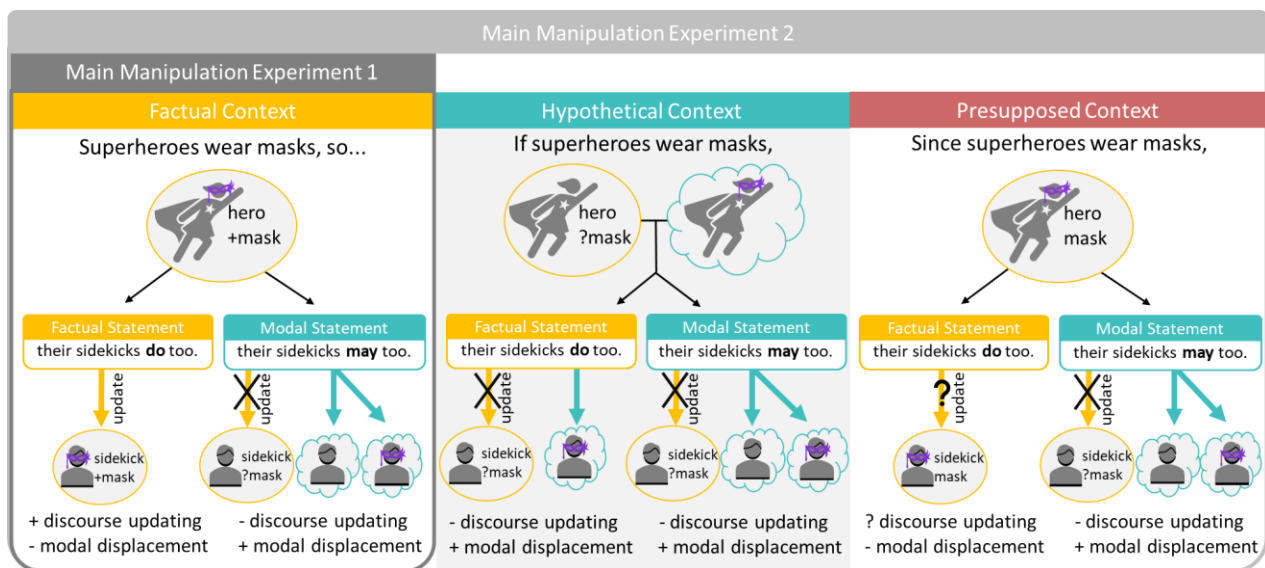 Main Manipulation Experiment 2
Main Manipulation Experiment 1
Factual Context
Superheroes wear masks, so...
hero
+mask
Factual Statement
their sidekicks do too.
update
sidekick
+mask
+ discourse updating
- modal displacement
Modal Statement
their sidekicks may too.
update
sidekick
?mask
- discourse updating
+ modal displacement
Hypothetical Context
If superheroes wear masks,
hero
?mask
Factual Statement
their sidekicks do too.
update
sidekick
?mask
- discourse updating
+ modal displacement
Modal Statement
their sidekicks may too.
update
sidekick
?mask
- discourse updating
+ modal displacement
Presupposed Context
Since superheroes wear masks,
hero
mask
Factual Statement
their sidekicks do too.
?
update
sidekick
mask
? discourse updating
- modal displacement
Modal Statement
their sidekicks may too.
update
sidekick
?mask
- discourse updating
+ modal displacement